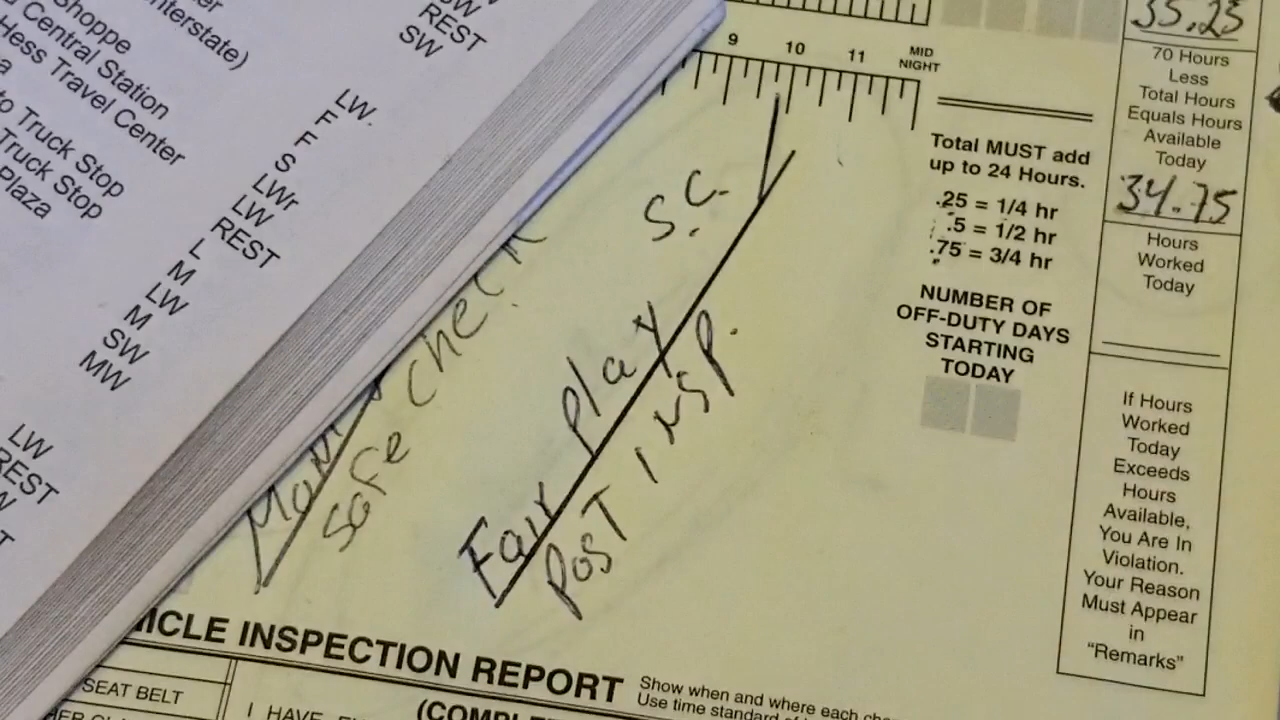 Shoppe
nterstate)
Central Station
Hess Travel Center
a
to Truck Stop
Truck Stop
Plaza
REST
SW
LW
F
F
S
LWr
LW
REST
L
M
LW
M
SW
MW
LW
REST
9 10 11 MID
NIGHT
safe check
Fair Play S.C.
Post Insp.
Total MUST add
up to 24 Hours.
.25 = 1/4 hr
.5 = 1/2 hr
.75 = 3/4 hr
NUMBER OF
OFF-DUTY DAYS
STARTING
TODAY
35.25
70 Hours
Less
Total Hours
Equals Hours
Available
Today
34.75
Hours
Worked
Today
If Hours
Worked
Today
Exceeds
Hours
Available,
You Are In
Violation.
Your Reason
Must Appear
in
"Remarks"
HICLE INSPECTION REPORT
Show when and where each
Use time standard of
SEAT BELT
I HAVE
(COMPLE